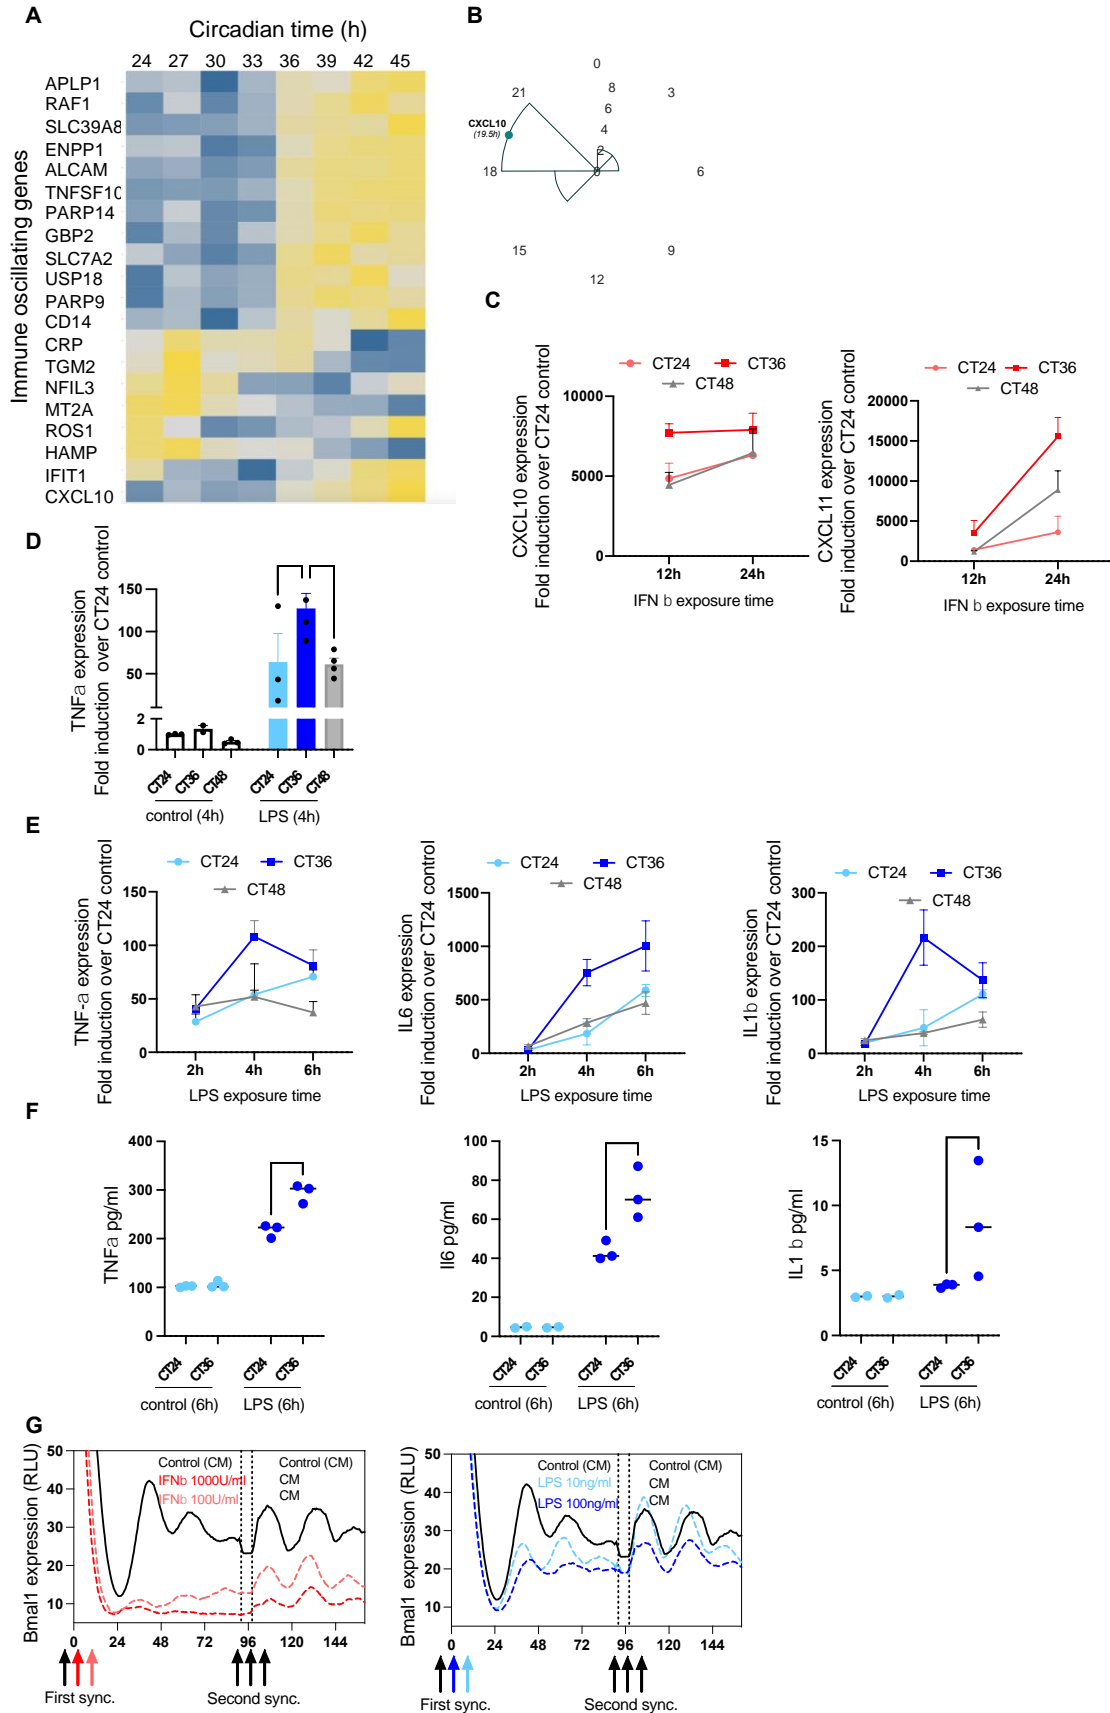 A
Circadian time (h)
24 27 30 33 36 39 42 45
Immune oscillating genes
APLP1
RAF1
SLC39A8
ENPP1
ALCAM
TNFSF10
PARP14
GBP2
SLC7A2
USP18
PARP9
CD14
CRP
TGM2
NFIL3
MT2A
ROS1
HAMP
IFIT1
CXCL10
B
0
21 8 3
6
CXCL10
(19.5h)
4
2
18 0 6
15 9
12
C
CT24 CT36
CT48
CXCL10 expression
Fold induction over CT24 control
10000
5000
0
12h 24h
IFN b exposure time
CT24 CT36
CT48
CXCL11 expression
Fold induction over CT24 control
20000
15000
10000
5000
0
12h 24h
IFN b exposure time
D
TNFa expression
Fold induction over CT24 control
150
100
50
2
0
CT24 CT36 CT48 CT24 CT36 CT48
control (4h) LPS (4h)
E
CT24 CT36
CT48
TNF-a expression
Fold induction over CT24 control
150
100
50
0
2h 4h 6h
LPS exposure time
CT24 CT36
CT48
IL6 expression
Fold induction over CT24 control
1500
1000
500
0
2h 4h 6h
LPS exposure time
CT24 CT36
CT48
IL1b expression
Fold induction over CT24 control
300
200
100
0
2h 4h 6h
LPS exposure time
F
TNFa pg/ml
400
300
200
100
0
CT24 CT36 CT24 CT36
control (6h) LPS (6h)
Il6 pg/ml
100
80
60
40
20
0
CT24 CT36 CT24 CT36
control (6h) LPS (6h)
IL1 b pg/ml
15
10
5
0
CT24 CT36 CT24 CT36
control (6h) LPS (6h)
G
Bmal1 expression (RLU)
50
40
30
20
10
Control (CM) Control (CM)
IFNb 1000U/ml CM
IFNb 100U/ml CM
0 24 48 72 96 120 144
First sync. Second sync.
Bmal1 expression (RLU)
50
40
30
20
10
Control (CM) Control (CM)
LPS 10ng/ml CM
LPS 100ng/ml CM
0 24 48 72 96 120 144
First sync. Second sync.